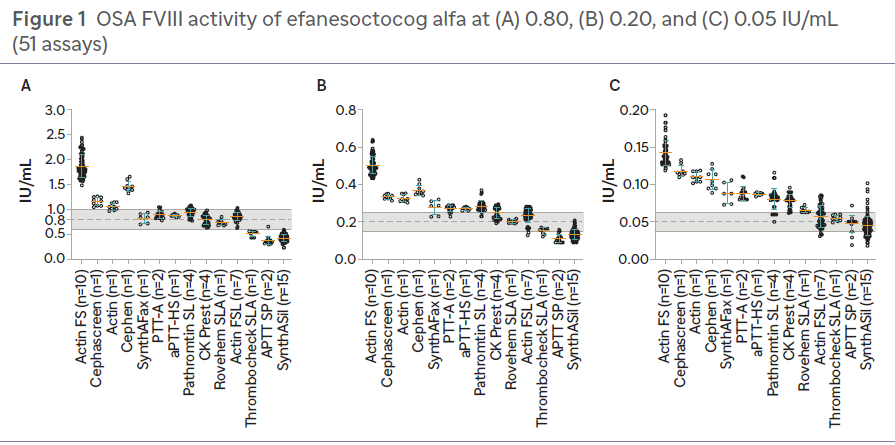 Figure 1 OSA FVIII activity of efanesoctocog alfa at (A) 0.80, (B) 0.20, and (C) 0.05 IU/mL
(51 assays)
A
IU/mL
3.0
2.5
2.0
1.5
1.0
0.8
0.5
0.0
Actin FS (n=10)
Cephascreen (n=1)
Actin (n=1)
Cephen (n=1)
SynthAFax (n=1)
PTT-A (n=2)
aPTT-HS (n=1)
Pathromtin SL (n=4)
CK Prest (n=4)
Rovehem SLA (n=1)
Actin FSL (n=7)
Thrombocheck SLA (n=1)
APTT SP (n=2)
SynthASil (n=15)
B
IU/mL
0.8
0.6
0.4
0.2
0.0
Actin FS (n=10)
Cephascreen (n=1)
Actin (n=1)
Cephen (n=1)
SynthAFax (n=1)
PTT-A (n=2)
aPTT-HS (n=1)
Pathromtin SL (n=4)
CK Prest (n=4)
Rovehem SLA (n=1)
Actin FSL (n=7)
Thrombocheck SLA (n=1)
APTT SP (n=2)
SynthASil (n=15)
C
IU/mL
0.20
0.15
0.10
0.05
0.00
Actin FS (n=10)
Cephascreen (n=1)
Actin (n=1)
Cephen (n=1)
SynthAFax (n=1)
PTT-A (n=2)
aPTT-HS (n=1)
Pathromtin SL (n=4)
CK Prest (n=4)
Rovehem SLA (n=1)
Actin FSL (n=7)
Thrombocheck SLA (n=1)
APTT SP (n=2)
SynthASil (n=15)